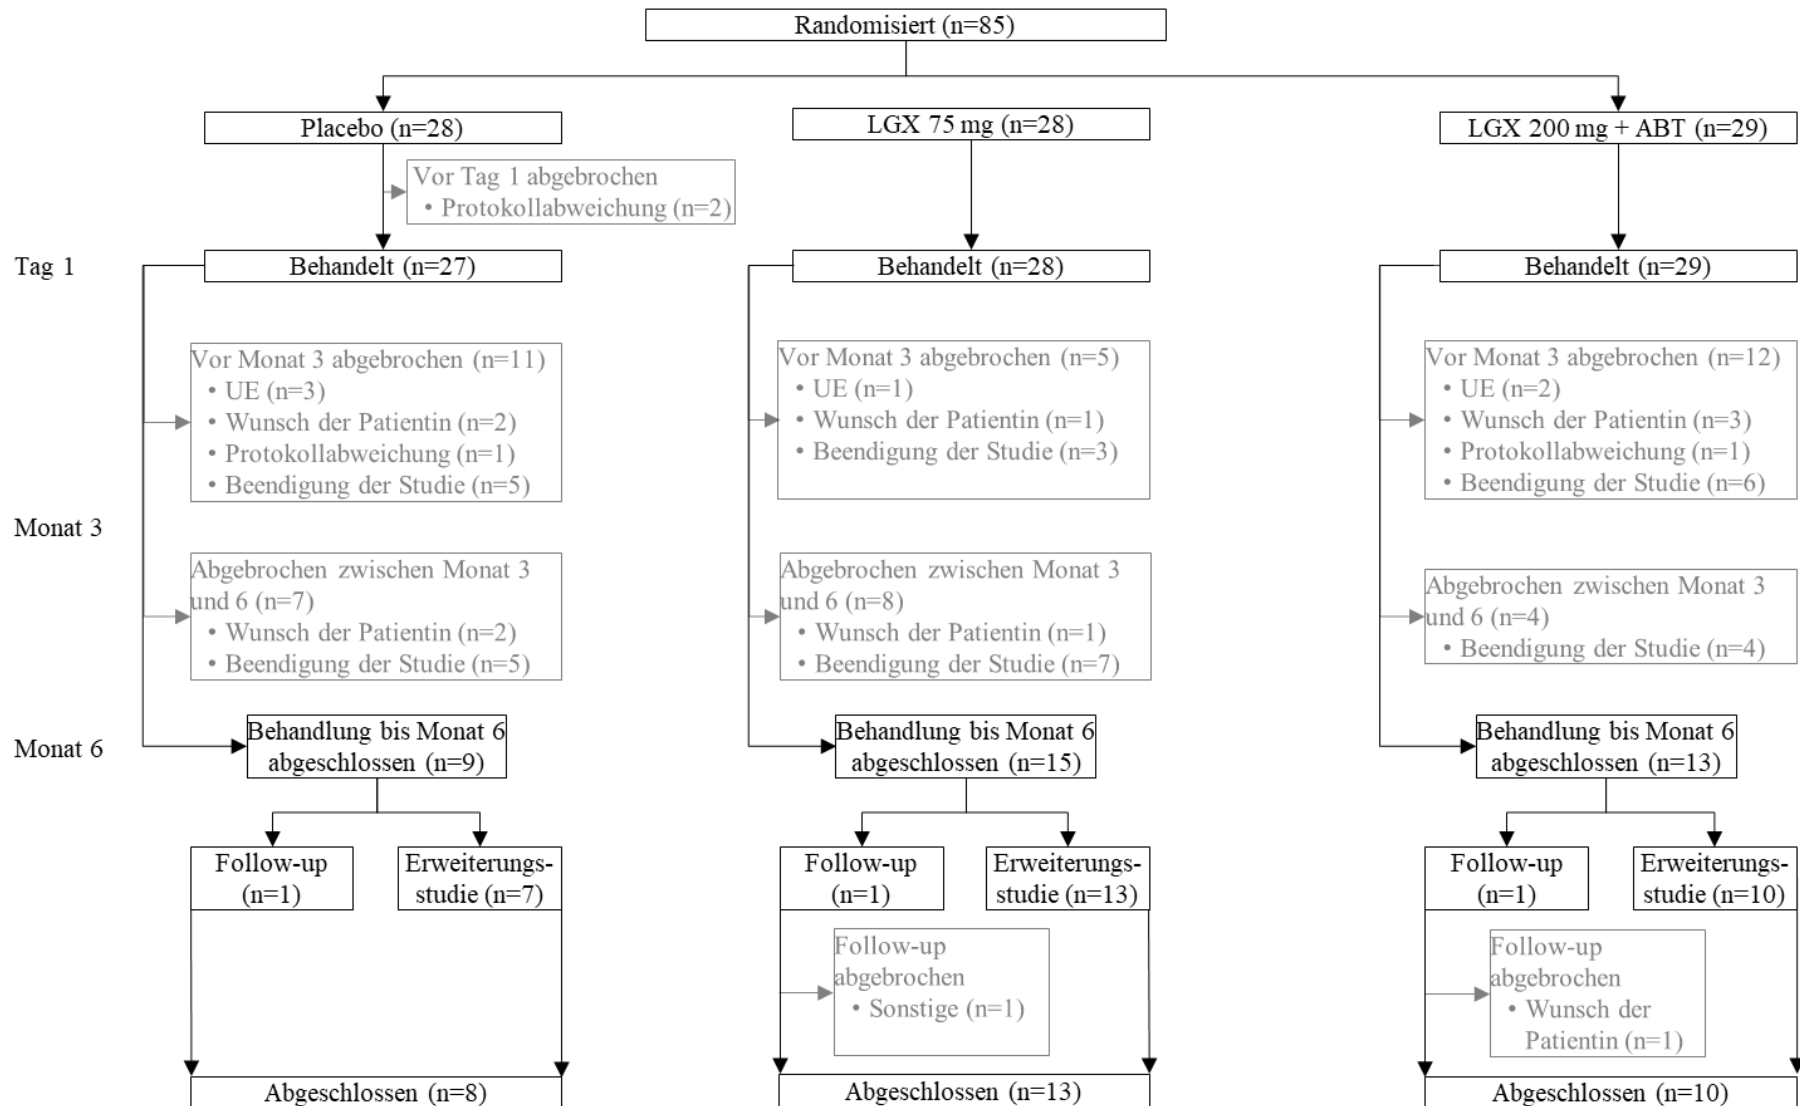 Randomisiert (n=85)
Placebo (n=28)
LGX 75 mg (n=28)
LGX 200 mg + ABT (n=29)
Vor Tag 1 abgebrochen
• Protokollabweichung (n=2)
Tag 1
Behandelt (n=27)
Behandelt (n=28)
Behandelt (n=29)
Vor Monat 3 abgebrochen (n=11)
• UE (n=3)
• Wunsch der Patientin (n=2)
• Protokollabweichung (n=1)
• Beendigung der Studie (n=5)
Vor Monat 3 abgebrochen (n=5)
• UE (n=1)
• Wunsch der Patientin (n=1)
• Beendigung der Studie (n=3)
Vor Monat 3 abgebrochen (n=12)
• UE (n=2)
• Wunsch der Patientin (n=3)
• Protokollabweichung (n=1)
• Beendigung der Studie (n=6)
Monat 3
Abgebrochen zwischen Monat 3
und 6 (n=7)
• Wunsch der Patientin (n=2)
• Beendigung der Studie (n=5)
Abgebrochen zwischen Monat 3
und 6 (n=8)
• Wunsch der Patientin (n=1)
• Beendigung der Studie (n=7)
Abgebrochen zwischen Monat 3
und 6 (n=4)
• Beendigung der Studie (n=4)
Monat 6
Behandlung bis Monat 6
abgeschlossen (n=9)
Behandlung bis Monat 6
abgeschlossen (n=15)
Behandlung bis Monat 6
abgeschlossen (n=13)
Follow-up
(n=1)
Erweiterungs-
studie (n=7)
Follow-up
(n=1)
Erweiterungs-
studie (n=13)
Follow-up
(n=1)
Erweiterungs-
studie (n=10)
Follow-up
abgebrochen
• Sonstige (n=1)
Follow-up
abgebrochen
• Wunsch der
Patientin (n=1)
Abgeschlossen (n=8)
Abgeschlossen (n=13)
Abgeschlossen (n=10)